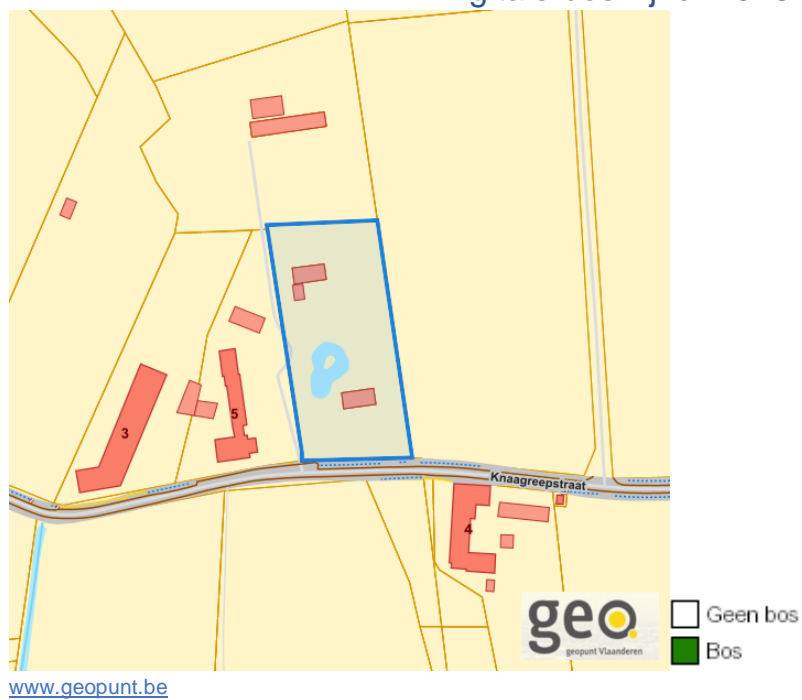 3
5
Knaagreepstraat
4
geo.
geopunt Vlaanderen
Geen bos
Bos
www.geopunt.be